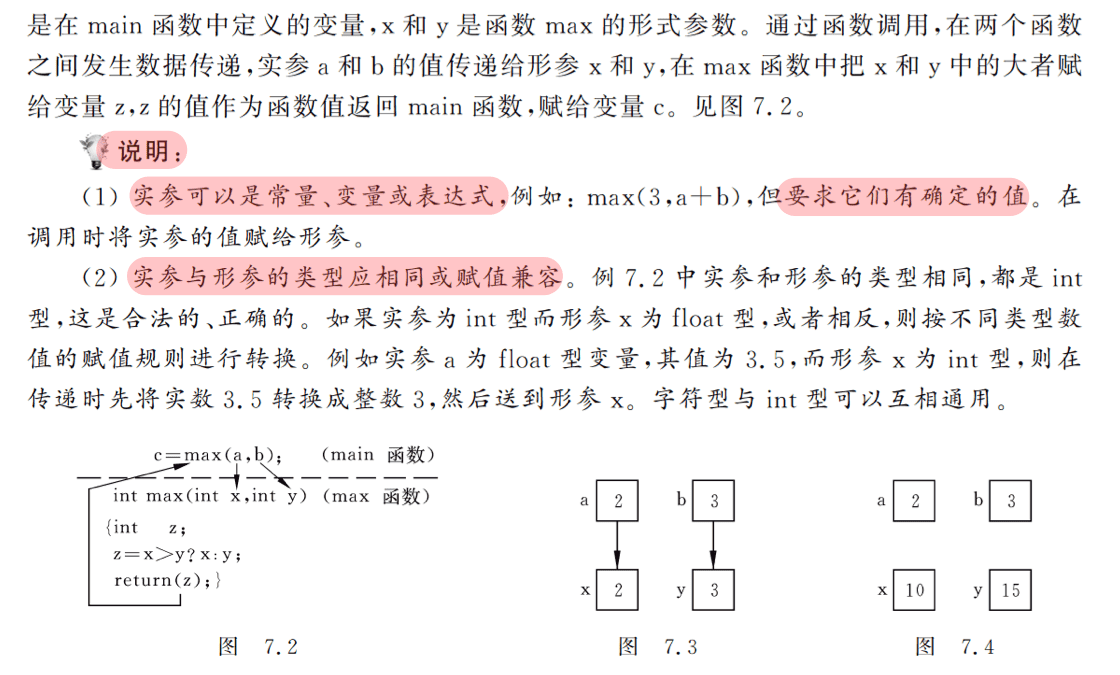 是在 main 函数中定义的变量,x 和 y 是函数 max 的形式参数。通过函数调用,在两个函数
之间发生数据传递,实参 a 和 b 的值传递给形参 x 和 y,在 max 函数中把 x 和 y 中的大者赋
给变量 z,z 的值作为函数值返回 main 函数,赋给变量 c。见图 7.2。
说明:
(1) 实参可以是常量、变量或表达式,例如: max(3,a+b),但要求它们有确定的值。在
调用时将实参的值赋给形参。
(2) 实参与形参的类型应相同或赋值兼容。例 7.2 中实参和形参的类型相同,都是 int
型,这是合法的、正确的。如果实参为 int 型而形参 x 为 float 型,或者相反,则按不同类型数
值的赋值规则进行转换。例如实参 a 为 float 型变量,其值为 3.5,而形参 x 为 int 型,则在
传递时先将实数 3.5 转换成整数 3,然后送到形参 x。字符型与 int 型可以互相通用。
c=max(a,b); (main 函数)
int max(int x,int y) (max 函数)
{int z;
z=x>y?x:y;
return(z);}
图 7.2
a 2 b 3
x 2 y 3
图 7.3
a 2 b 3
x 10 y 15
图 7.4